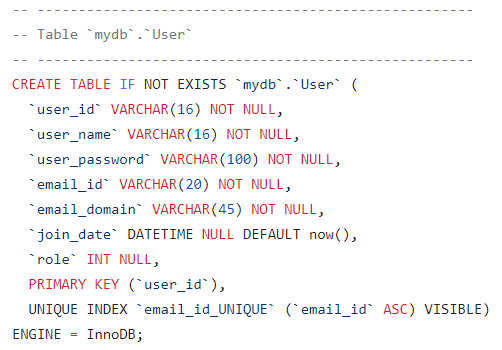 -- -----------------------------------------------------
-- Table `mydb`.`User`
-- -----------------------------------------------------
CREATE TABLE IF NOT EXISTS `mydb`.`User` (
  `user_id` VARCHAR(16) NOT NULL,
  `user_name` VARCHAR(16) NOT NULL,
  `user_password` VARCHAR(100) NOT NULL,
  `email_id` VARCHAR(20) NOT NULL,
  `email_domain` VARCHAR(45) NOT NULL,
  `join_date` DATETIME NULL DEFAULT now(),
  `role` INT NULL,
  PRIMARY KEY (`user_id`),
  UNIQUE INDEX `email_id_UNIQUE` (`email_id` ASC) VISIBLE)
ENGINE = InnoDB;